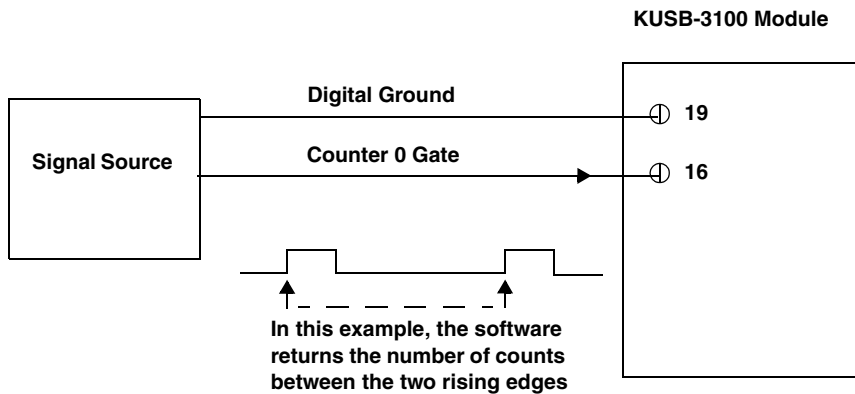 KUSB-3100 Module
Digital Ground
19
Signal Source
Counter 0 Gate
16
In this example, the software
returns the number of counts
between the two rising edges